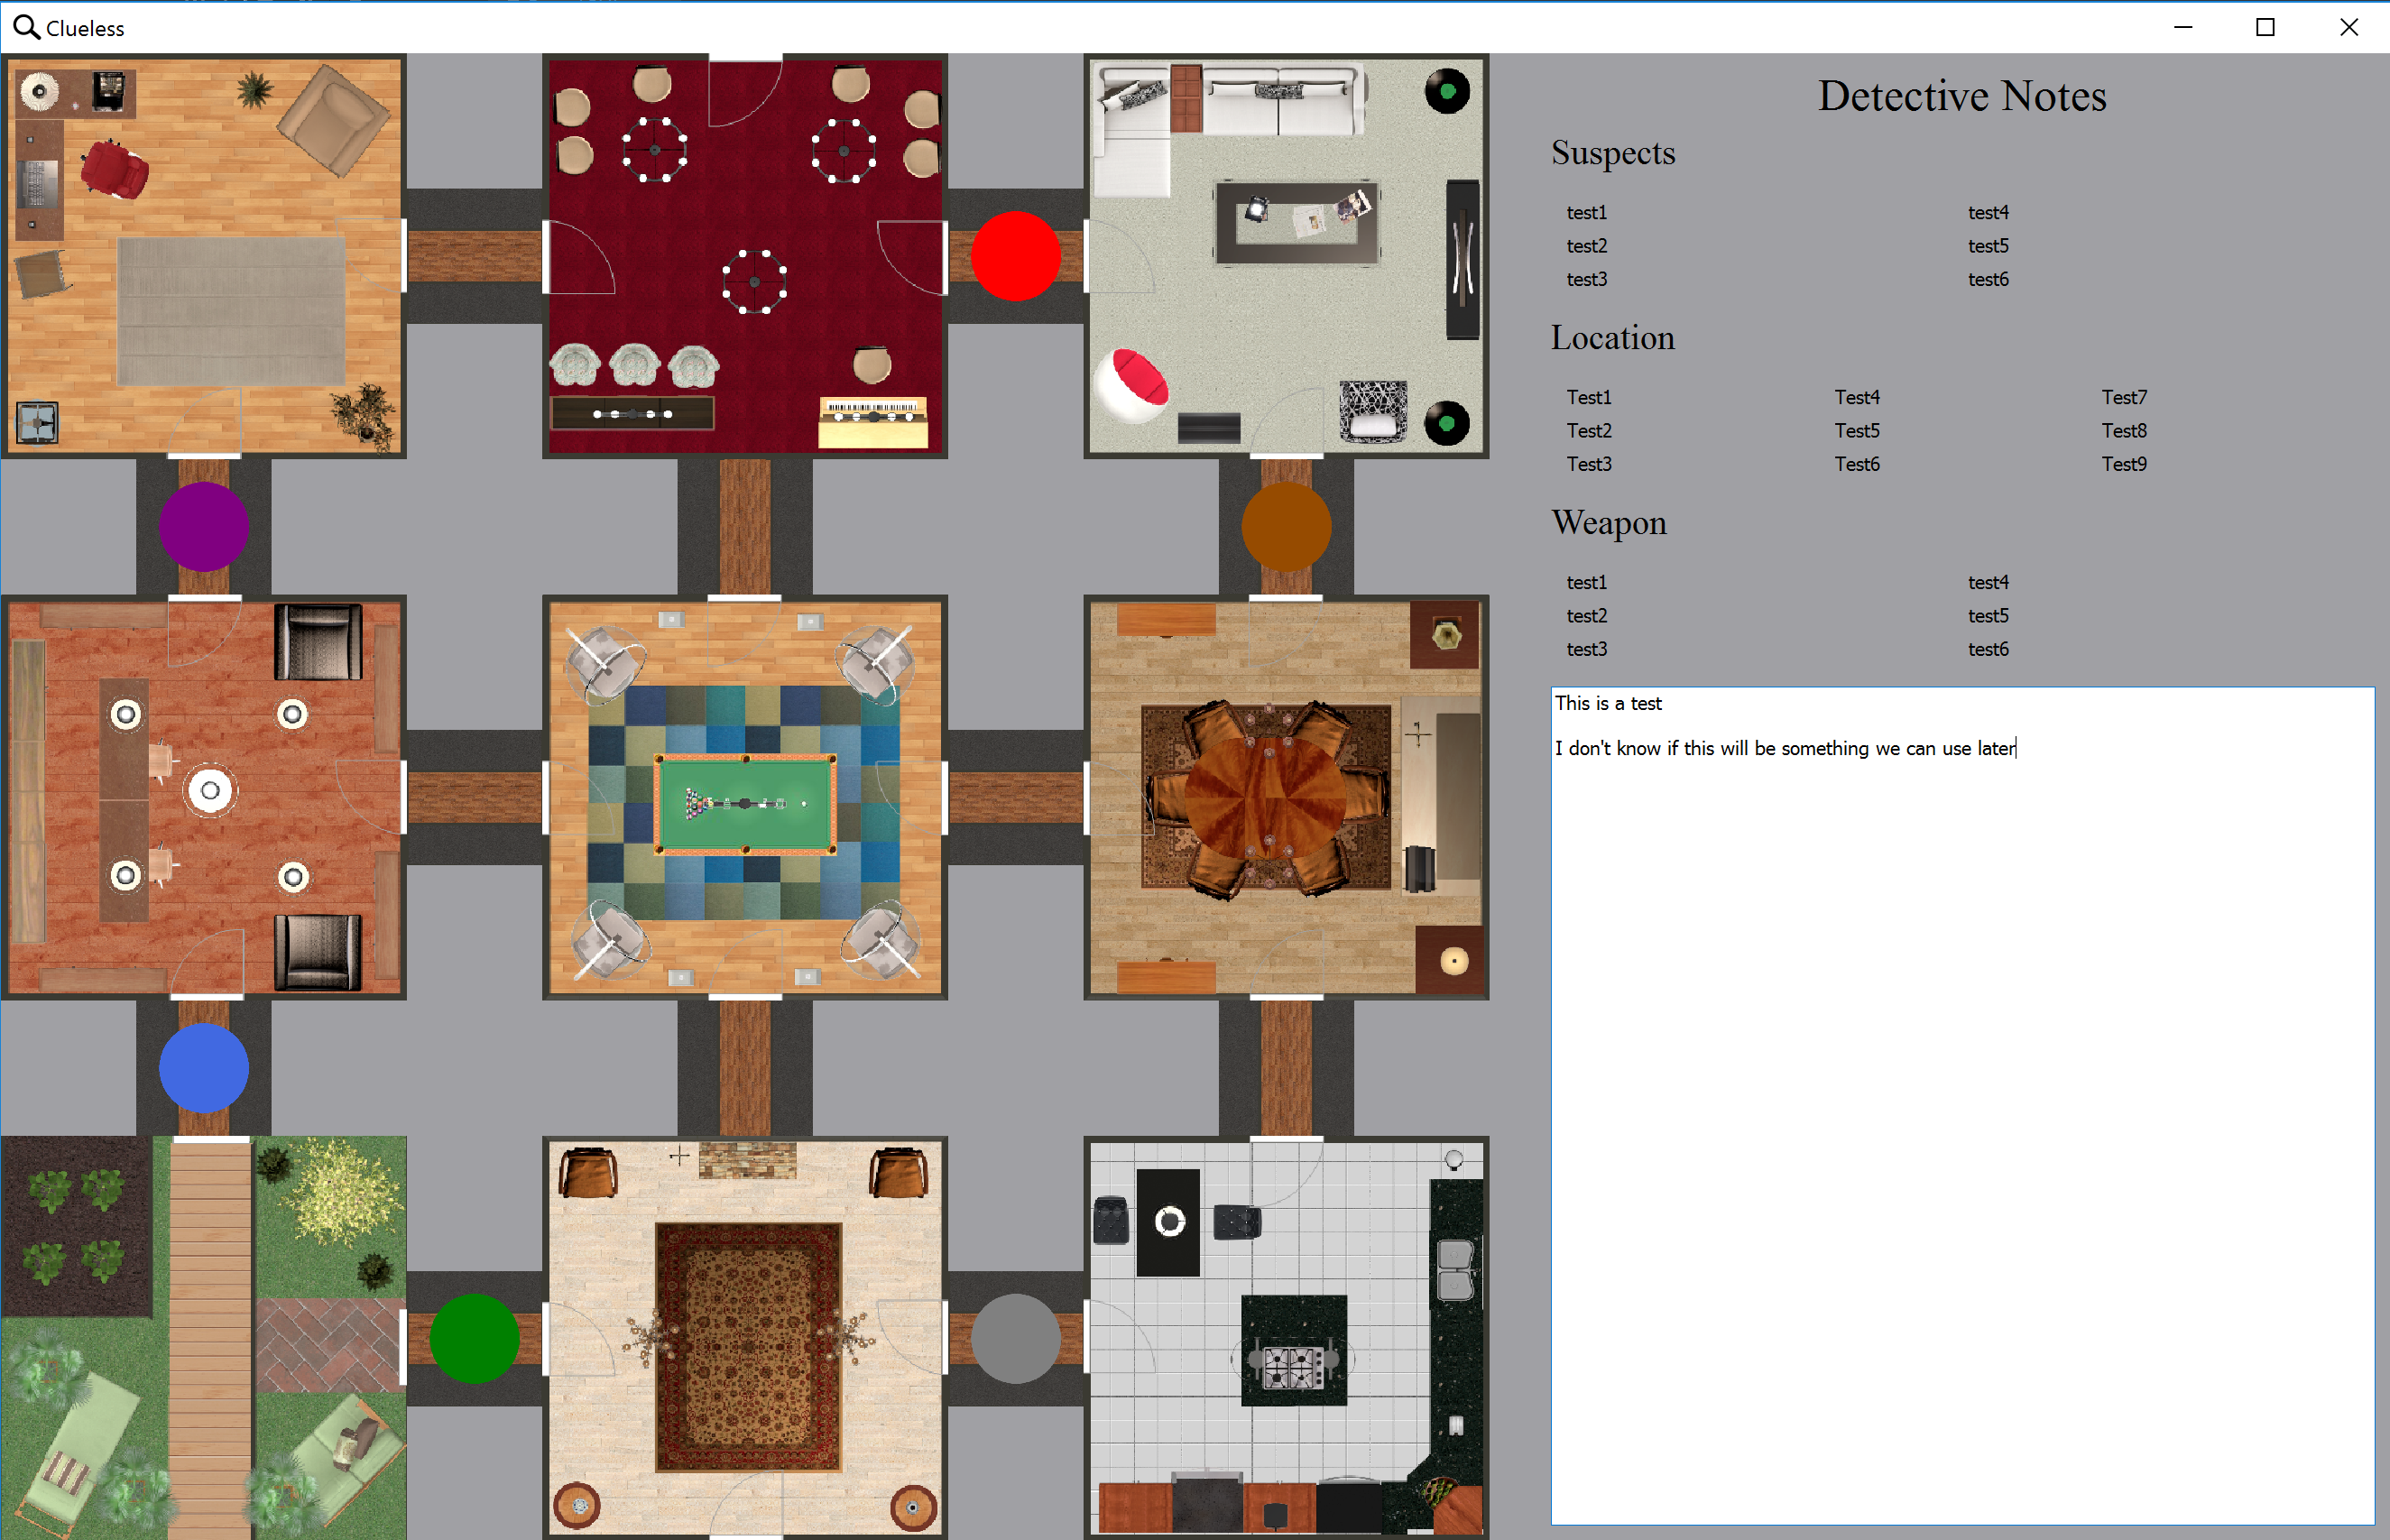 Clueless
Detective Notes
Suspects
test1 test4
test2 test5
test3 test6
Location
Test1 Test4 Test7
Test2 Test5 Test8
Test3 Test6 Test9
Weapon
test1 test4
test2 test5
test3 test6
This is a test
I don't know if this will be something we can use later